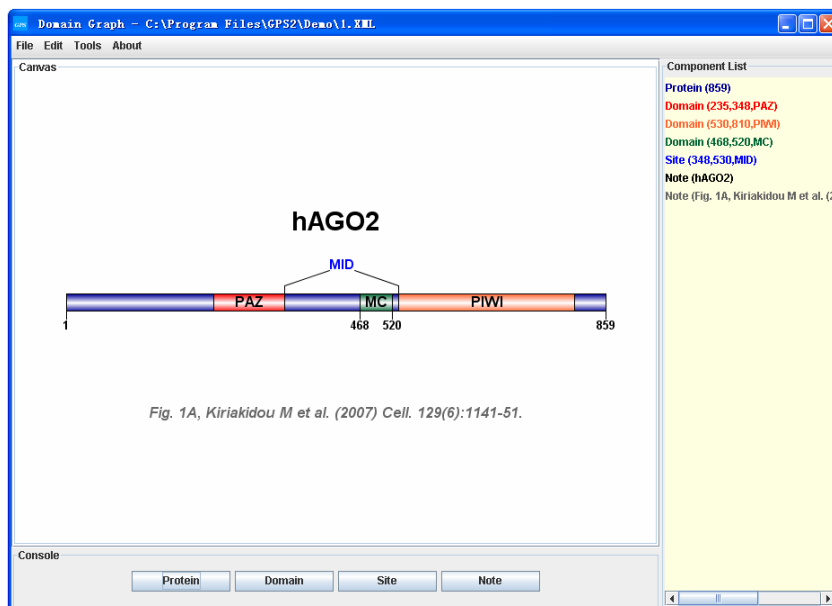 GPS Domain Graph - C:\Program Files\GPS2\Demo\1.XML
File Edit Tools About
Canvas
hAGO2
MID
PAZ MC PIWI
1 468 520 859
Fig. 1A, Kiriakidou M et al. (2007) Cell. 129(6):1141-51.
Component List
Protein (859)
Domain (235,348,PAZ)
Domain (530,810,PIWI)
Domain (468,520,MC)
Site (348,530,MID)
Note (hAGO2)
Note (Fig. 1A, Kiriakidou M et al. (2
Console
Protein Domain Site Note